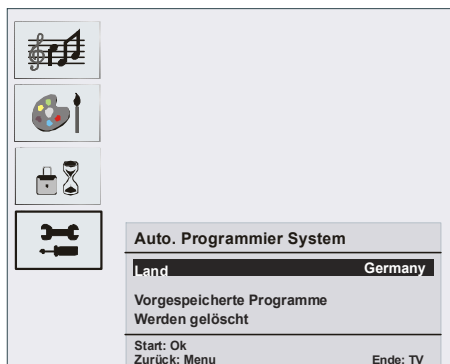 Auto. Programmier System
Land Germany
Vorgespeicherte Programme
Werden gelöscht
Start: Ok
Zurück: Menu Ende: TV